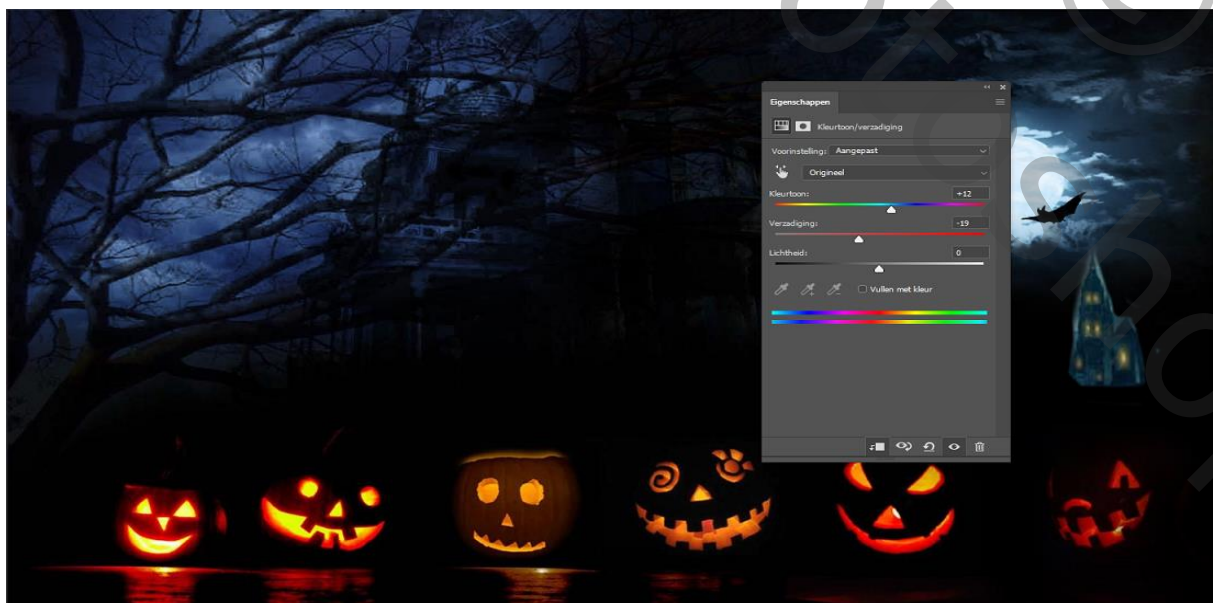 Eigenschappen
Kleurtoon/verzadiging
Voorinstelling: Aangepast
Origineel
Kleurtoon: +12
Verzadiging: -19
Lichtheid: 0
Vullen met kleur